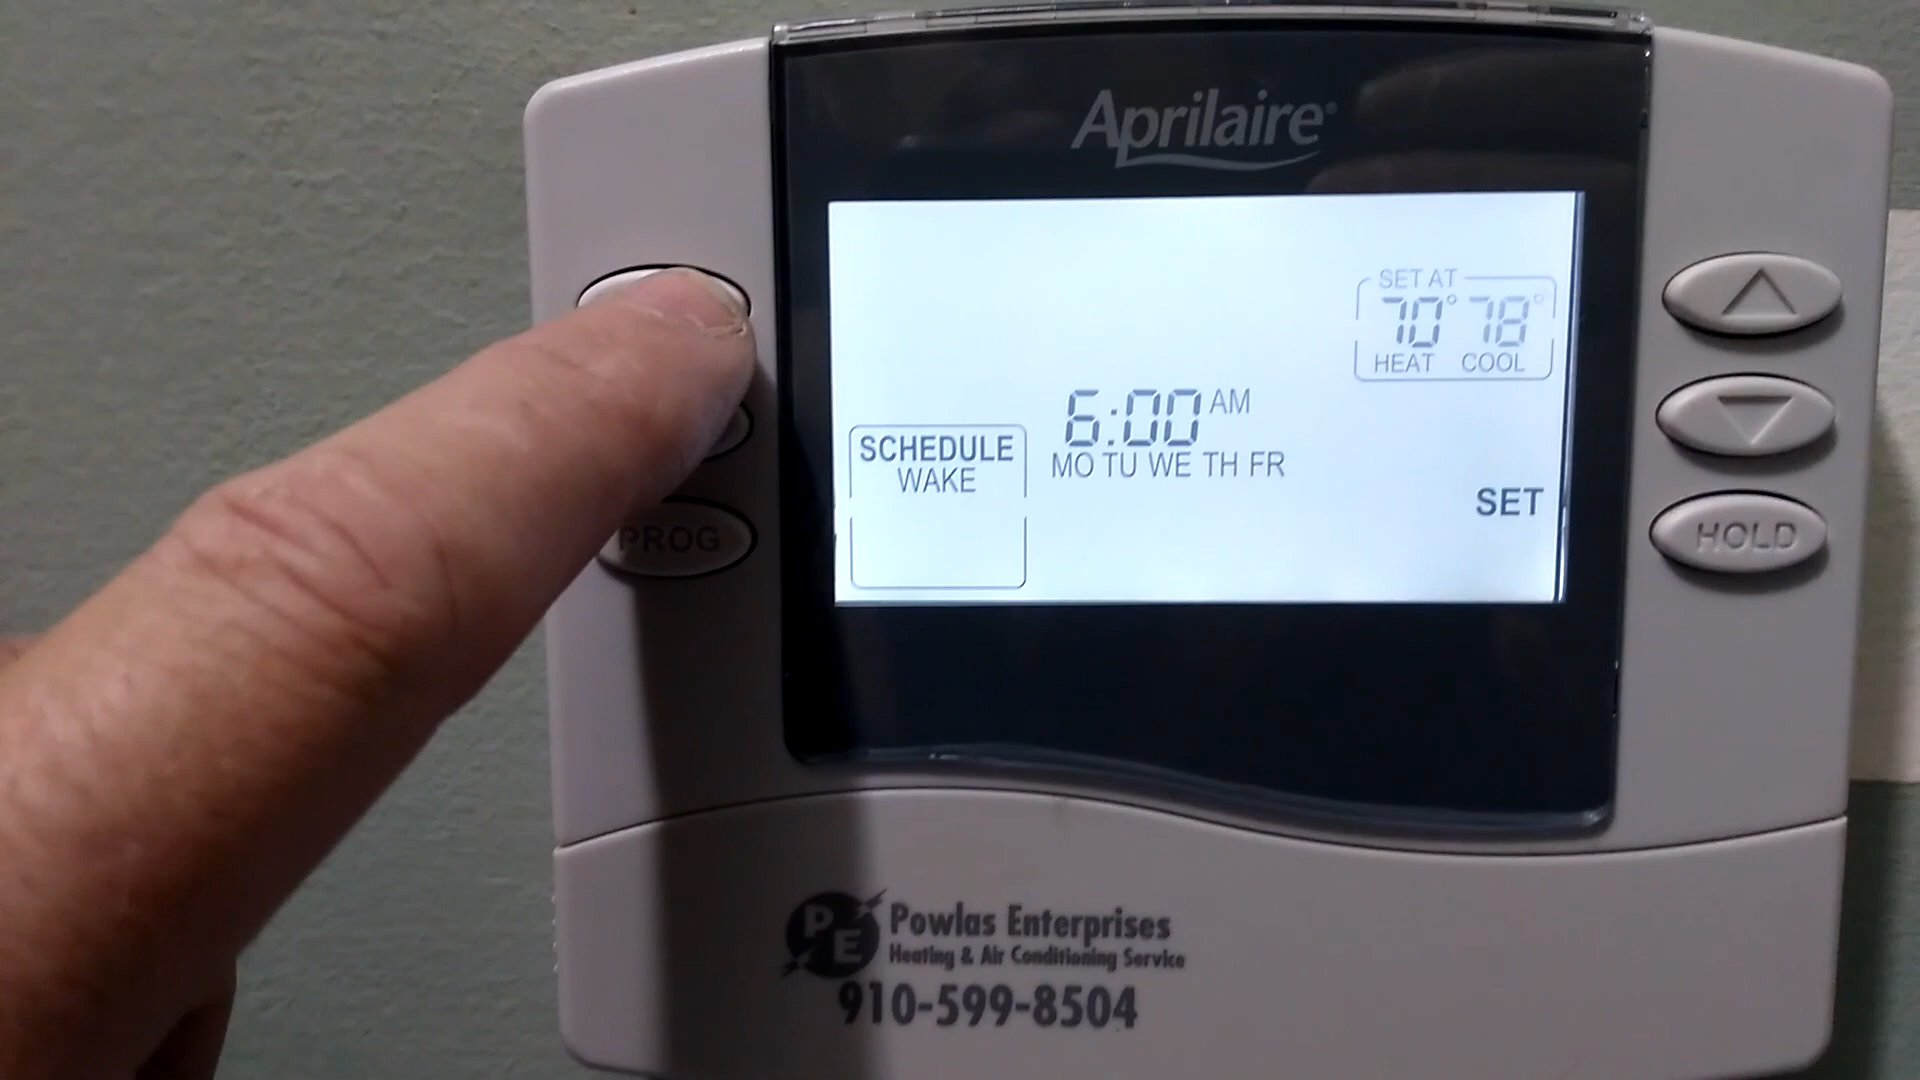 Aprilaire®
SET AT
70° 78°
HEAT COOL
6:00 AM
MO TU WE TH FR
SCHEDULE
WAKE
SET
PROG
HOLD
PE
Powlas Enterprises
Heating & Air Conditioning Service
910-599-8504